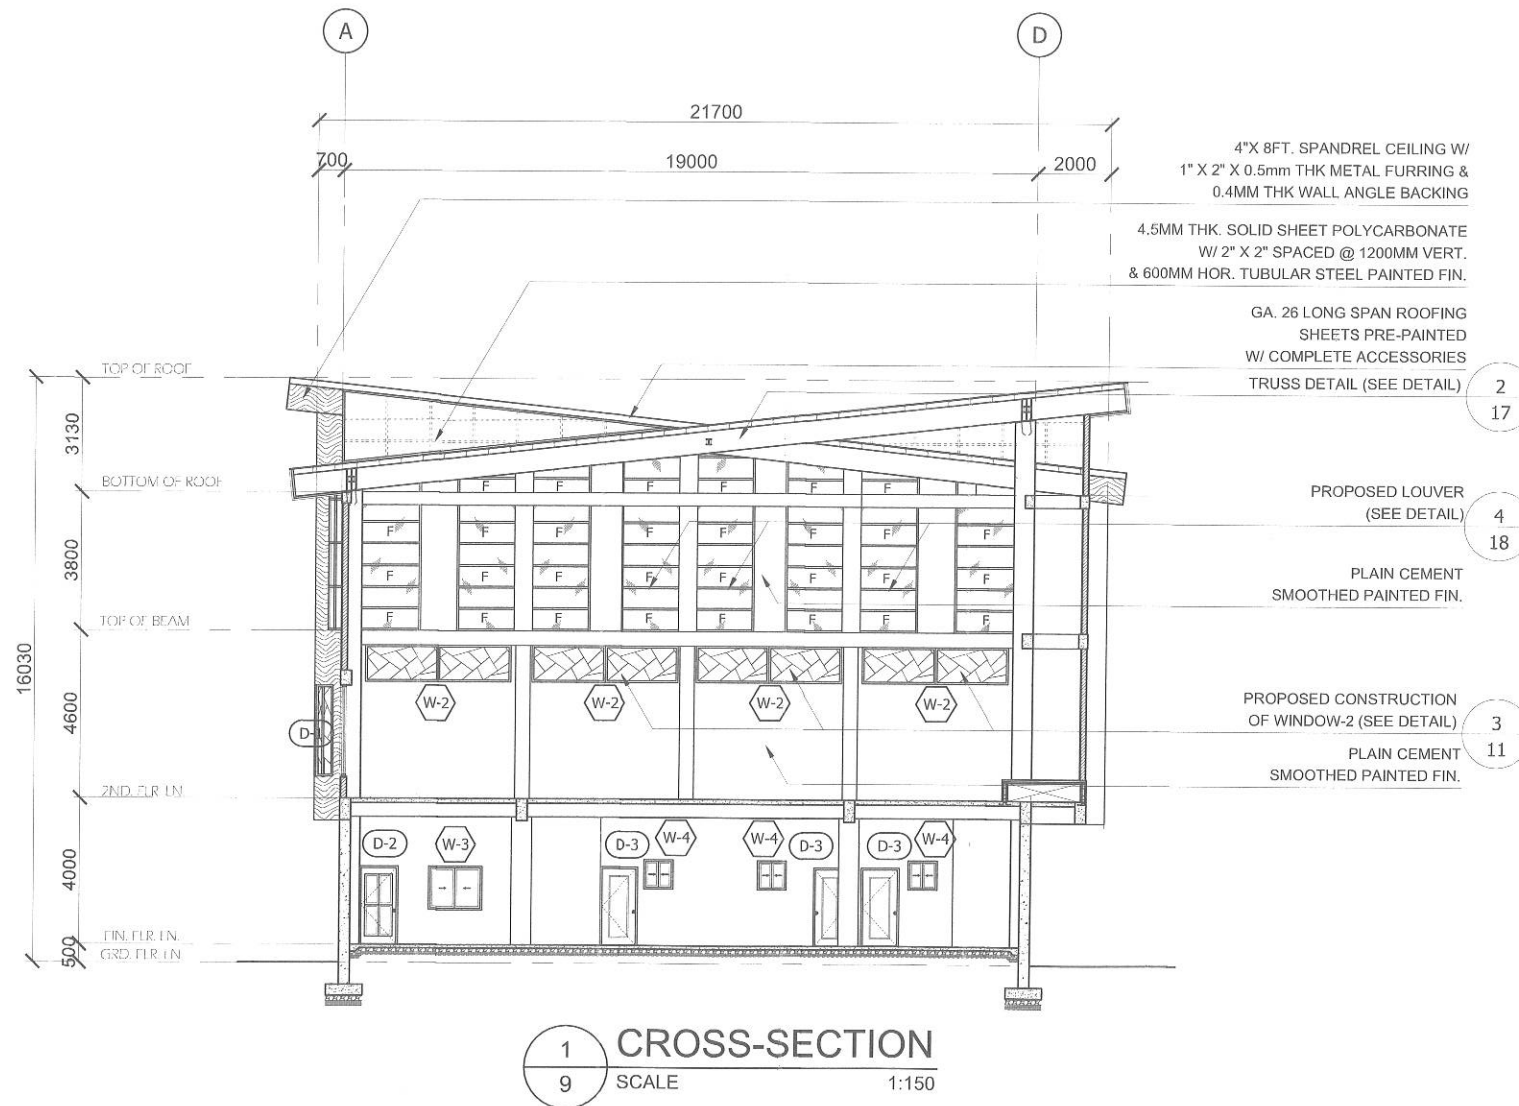 A
D
21700
700
19000
2000
4"X 8FT. SPANDREL CEILING W/
1" X 2" X 0.5mm THK METAL FURRING &
0.4MM THK WALL ANGLE BACKING
4.5MM THK. SOLID SHEET POLYCARBONATE
W/ 2" X 2" SPACED @ 1200MM VERT.
& 600MM HOR. TUBULAR STEEL PAINTED FIN.
GA. 26 LONG SPAN ROOFING
SHEETS PRE-PAINTED
W/ COMPLETE ACCESSORIES
TRUSS DETAIL (SEE DETAIL)
2
17
PROPOSED LOUVER
(SEE DETAIL)
4
18
PLAIN CEMENT
SMOOTHED PAINTED FIN.
PROPOSED CONSTRUCTION
OF WINDOW-2 (SEE DETAIL)
3
11
PLAIN CEMENT
SMOOTHED PAINTED FIN.
TOP OF ROOF
3130
BOTTOM OF ROOF
3800
TOP OF BEAM
16030
4600
2ND. FLR. LN.
4000
FIN. FLR. LN.
500
GRD. FLR. LN.
F F F F F F F
F F F F F F F F
F F F F F F F F
F F F F F F F F
W-2 W-2 W-2 W-2
D-1
D-2 W-3 D-3 W-4 W-4 D-3 D-3 W-4
1
9
CROSS-SECTION
SCALE 1:150